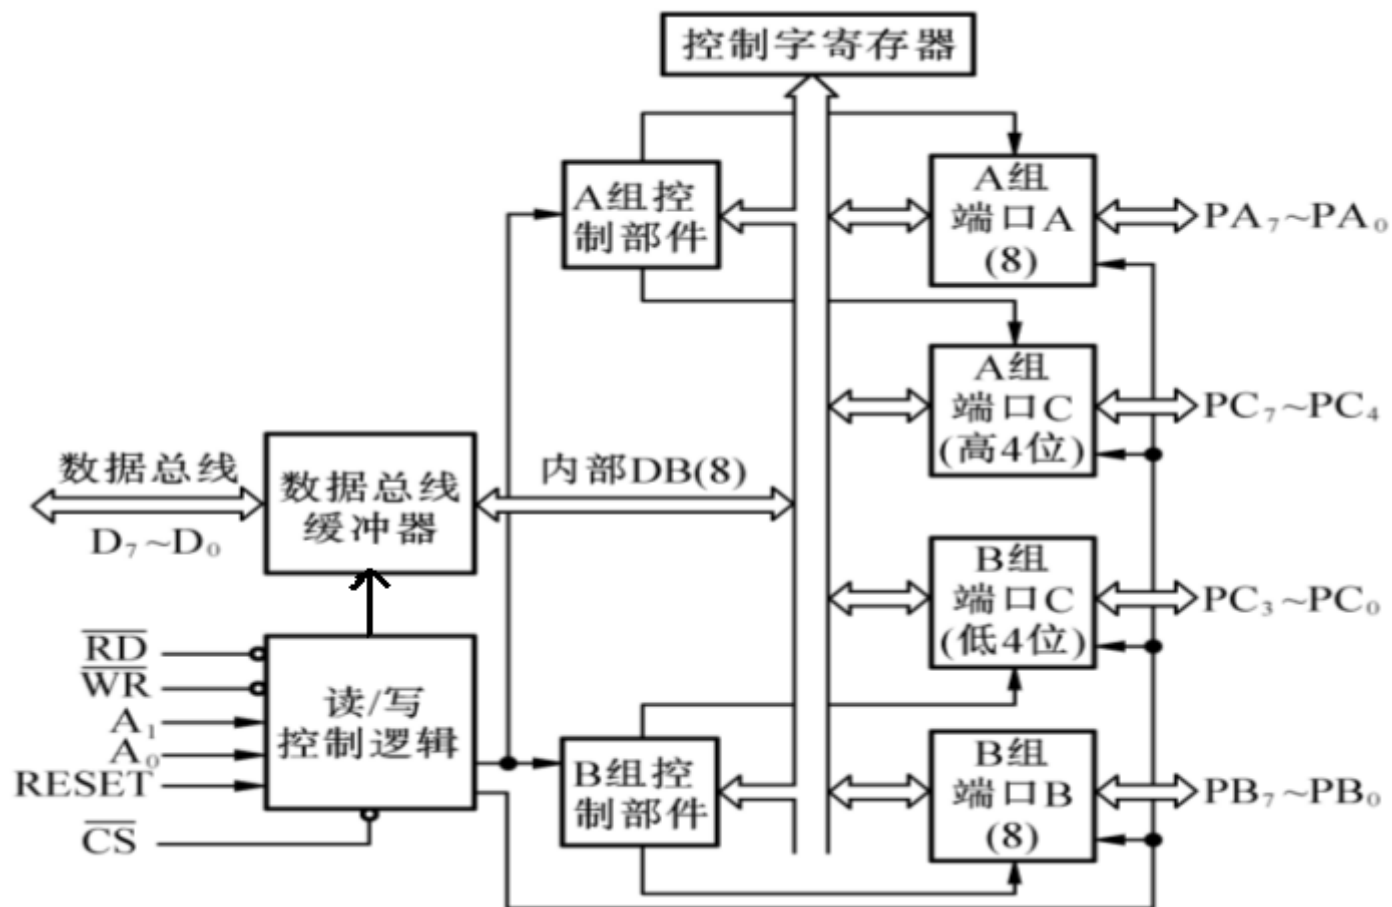 控制字寄存器
A组控
制部件
A组
端口A
(8)
PA₇~PA₀
A组
端口C
(高4位)
PC₇~PC₄
数据总线
D₇~D₀
数据总线
缓冲器
内部DB(8)
B组
端口C
(低4位)
PC₃~PC₀
R̅D̅
W̅R̅
A₁
A₀
RESET
C̅S̅
读/写
控制逻辑
B组控
制部件
B组
端口B
(8)
PB₇~PB₀